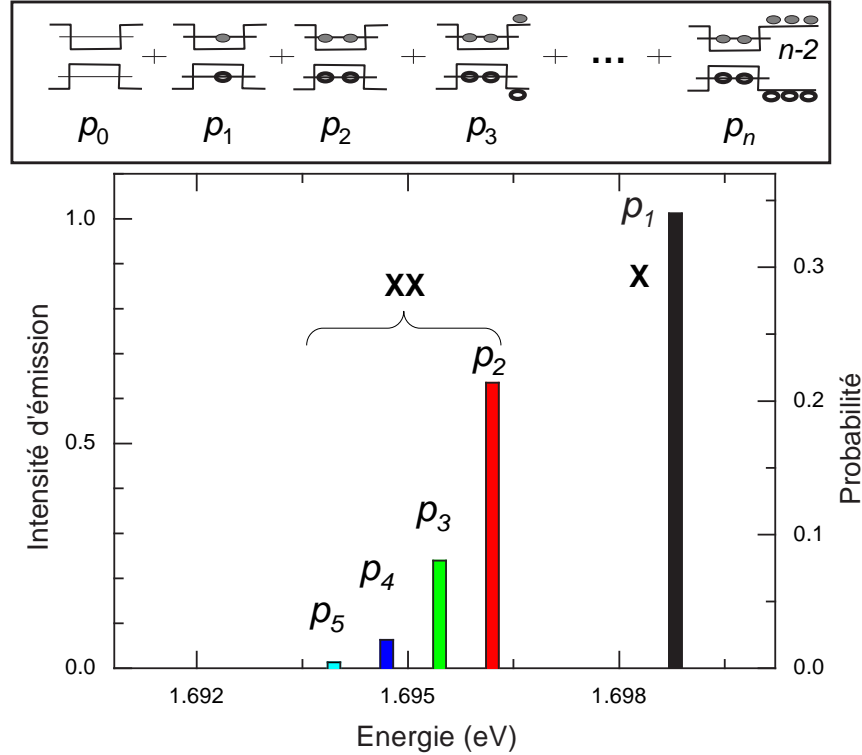 + + + + ... +
n-2
p0 p1 p2 p3 pn
p1
X
XX
p2
p3
p4
p5
1.0
0.5
0.0
0.3
0.2
0.1
0.0
1.692 1.695 1.698
Intensité d'émission
Probabilité
Energie (eV)